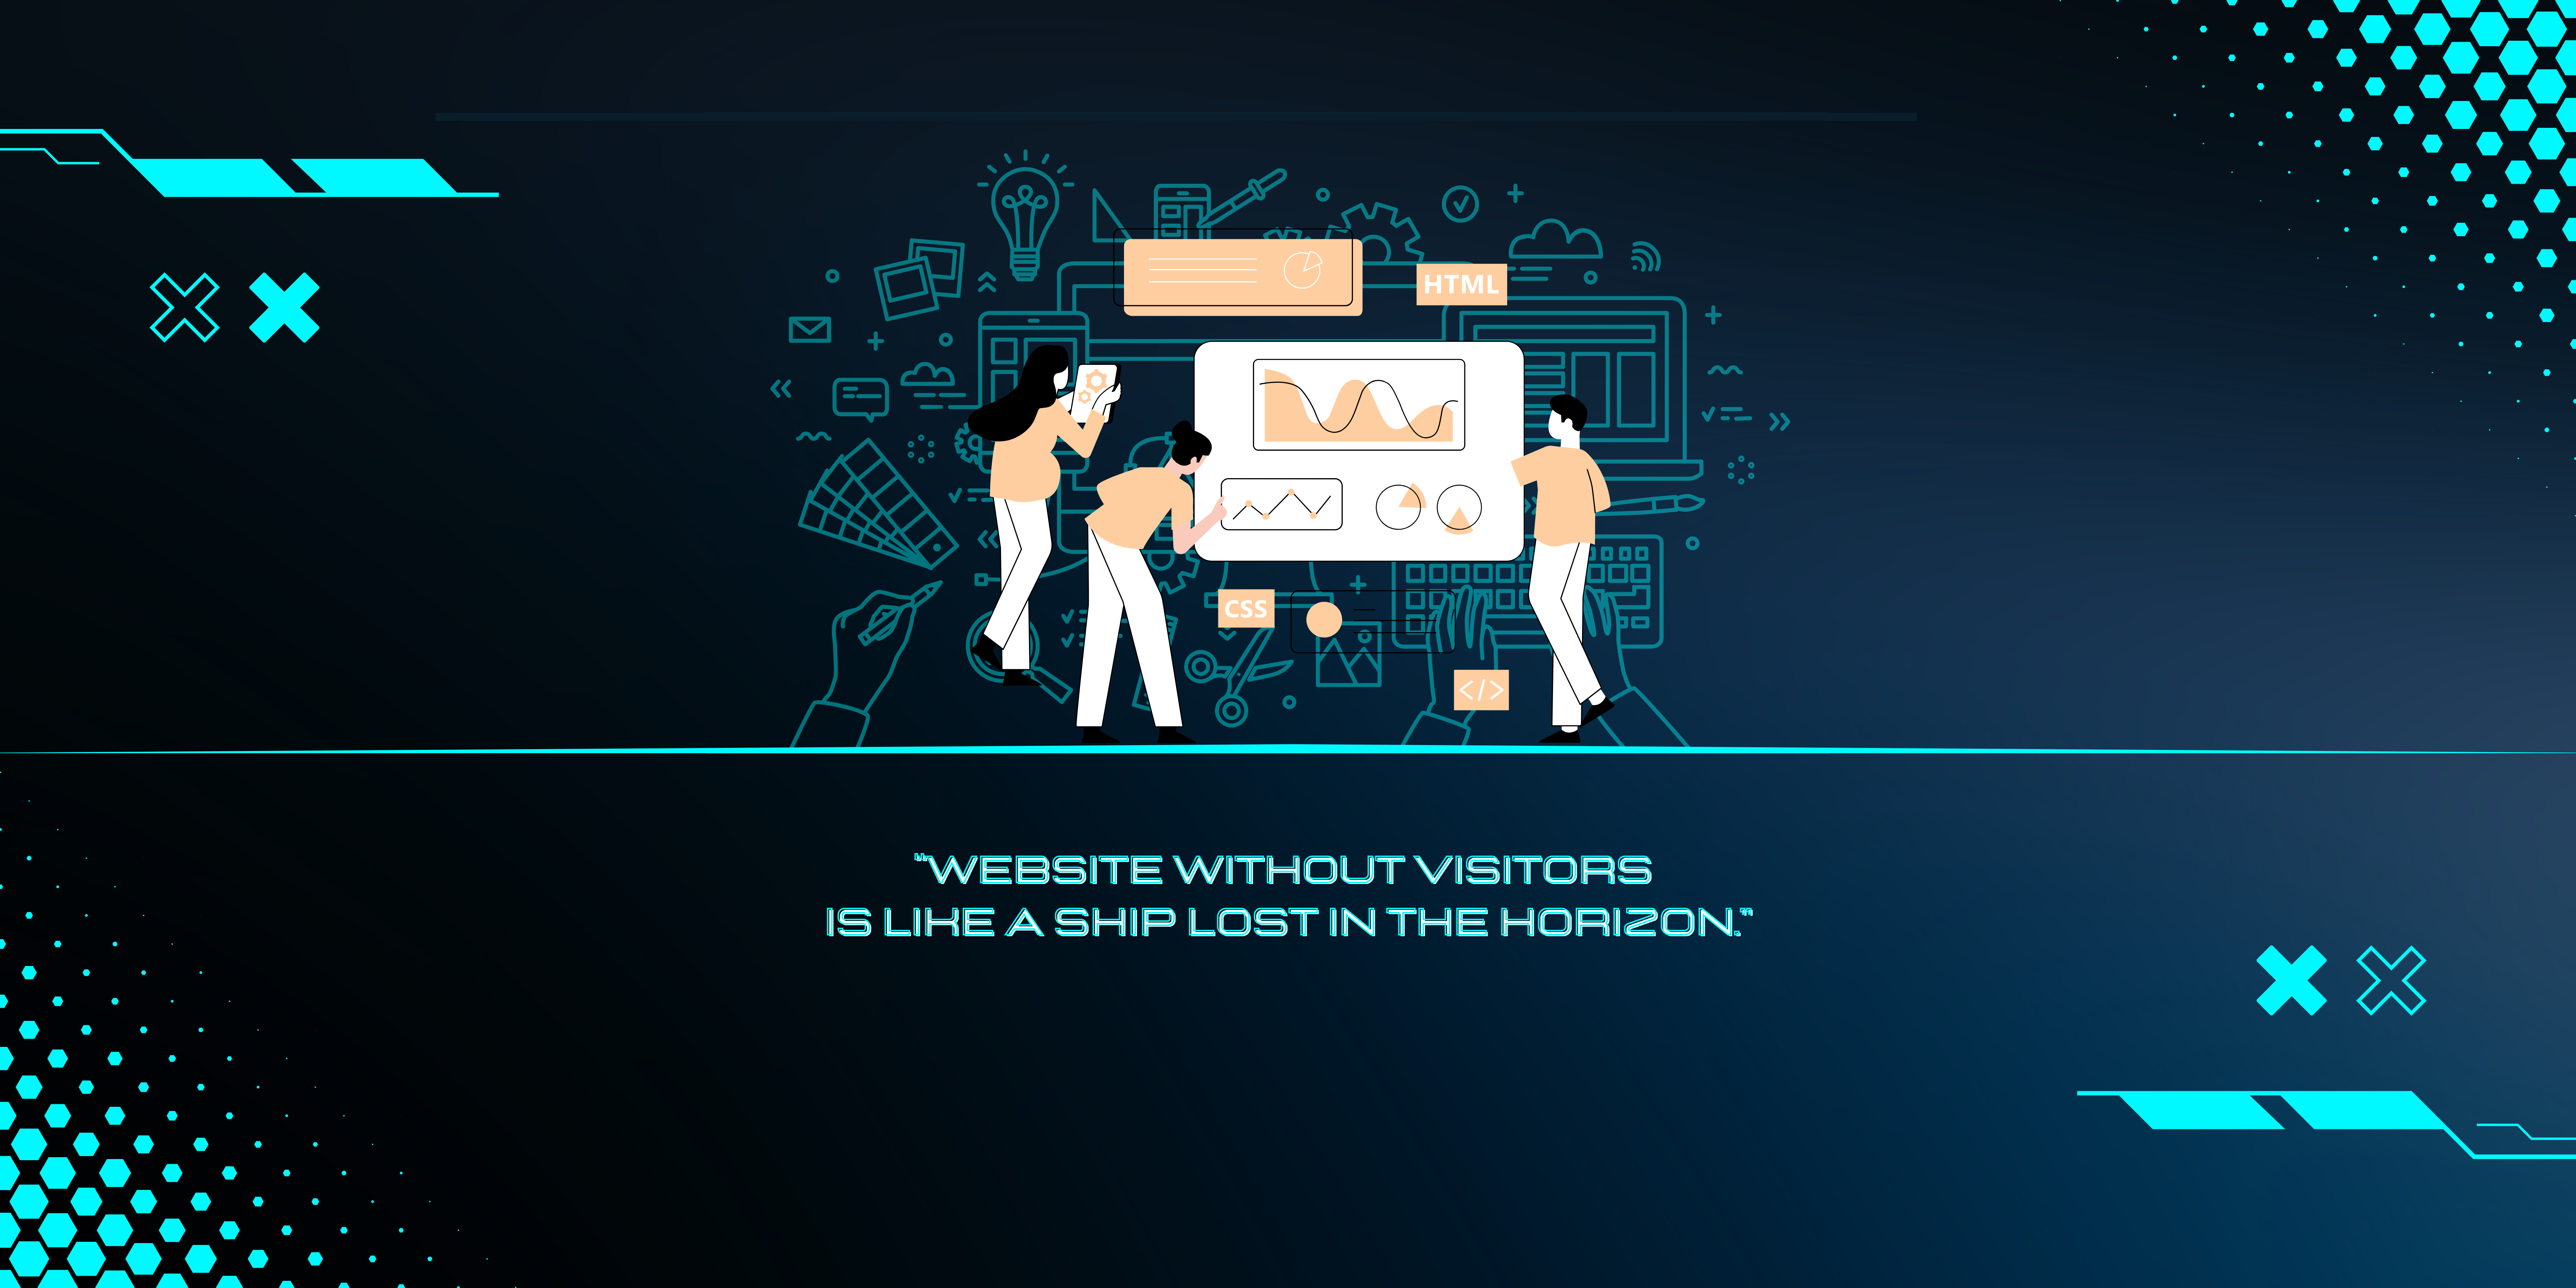 HTML
CSS
</>
"WEBSITE WITHOUT VISITORS
IS LIKE A SHIP LOST IN THE HORIZON."